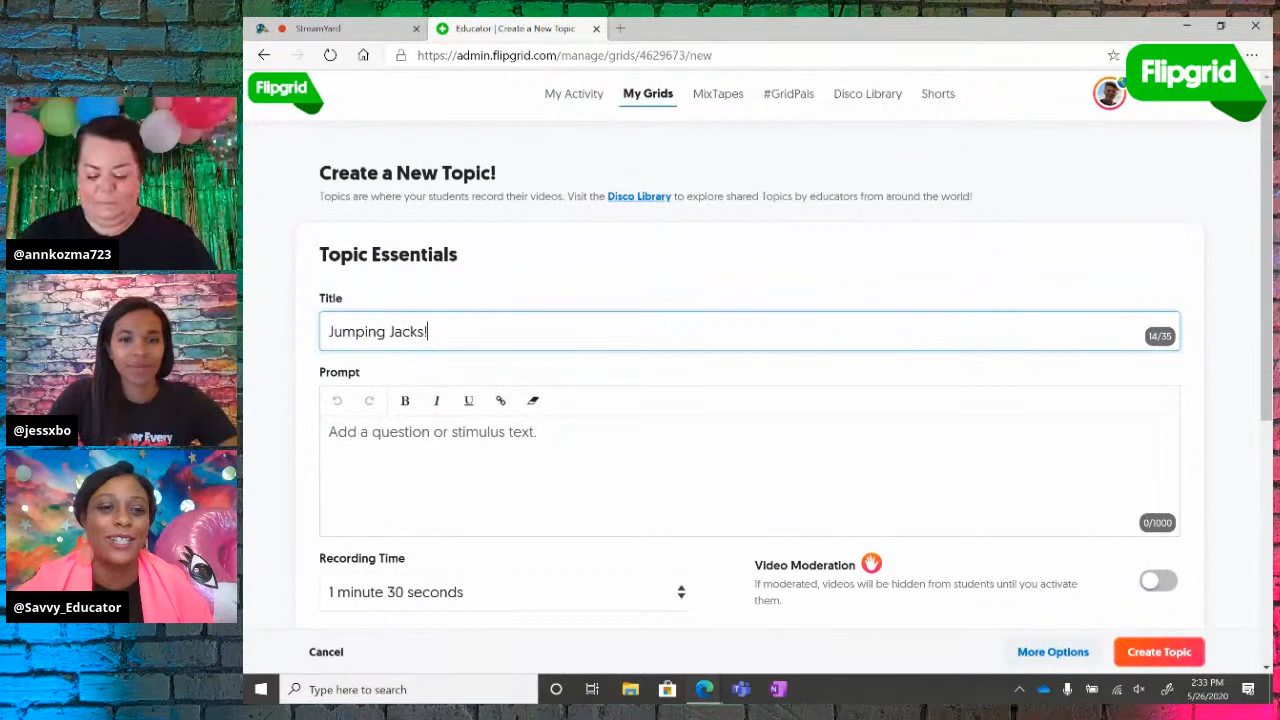 StreamYard
Educator | Create a New Topic
https://admin.flipgrid.com/manage/grids/4629673/new
Flipgrid
My Activity
My Grids
MixTapes
#GridPals
Disco Library
Shorts
Flipgrid
Create a New Topic!
Topics are where your students record their videos. Visit the Disco Library to explore shared Topics by educators from around the world!
Topic Essentials
Title
Jumping Jacks!
14/35
Prompt
B I U
Add a question or stimulus text.
0/1000
Recording Time
1 minute 30 seconds
Video Moderation
If moderated, videos will be hidden from students until you activate
them.
Cancel
More Options
Create Topic
Type here to search
2:33 PM
5/26/2020
@annkozma723
@jessxbo
@Savvy_Educator